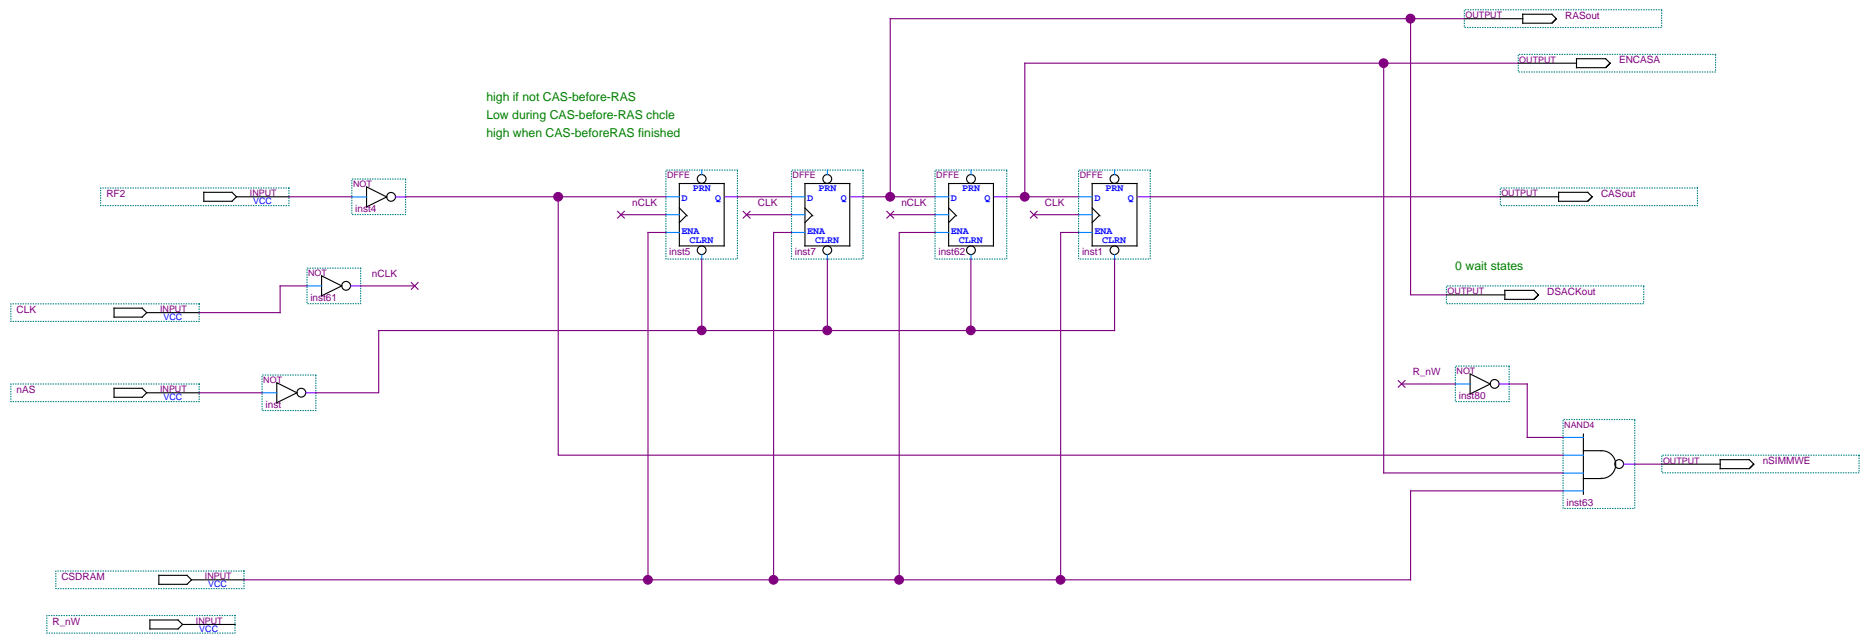 OUTPUT
RASout
OUTPUT
ENCASA
high if not CAS-before-RAS
Low during CAS-before-RAS chcle
high when CAS-beforeRAS finished
RF2
INPUT
VCC
NOT
inst4
DFFE
PRN
D
Q
nCLK
ENA
CLRN
inst5
DFFE
PRN
D
Q
CLK
ENA
CLRN
inst7
DFFE
PRN
D
Q
nCLK
ENA
CLRN
inst62
DFFE
PRN
D
Q
CLK
ENA
CLRN
inst1
OUTPUT
CASout
NOT
nCLK
inst61
CLK
INPUT
VCC
0 wait states
OUTPUT
DSACKout
nAS
INPUT
VCC
NOT
inst
R_nW
NOT
inst80
NAND4
inst63
OUTPUT
nSIMMWE
CSDRAM
INPUT
VCC
R_nW
INPUT
VCC